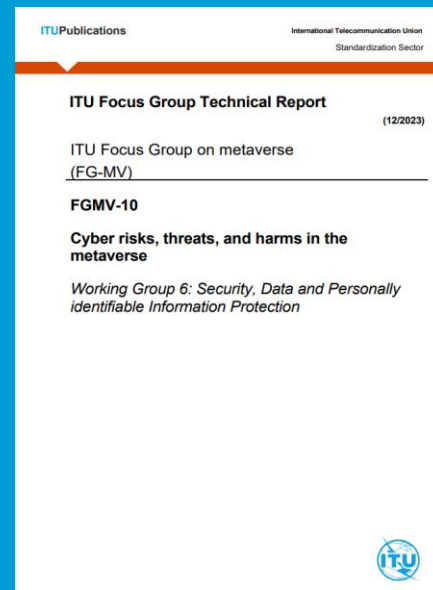 ITUPublications
International Telecommunication Union
Standardization Sector
ITU Focus Group Technical Report
(12/2023)
ITU Focus Group on metaverse
(FG-MV)
FGMV-10
Cyber risks, threats, and harms in the
metaverse
Working Group 6: Security, Data and Personally
identifiable Information Protection
ITU